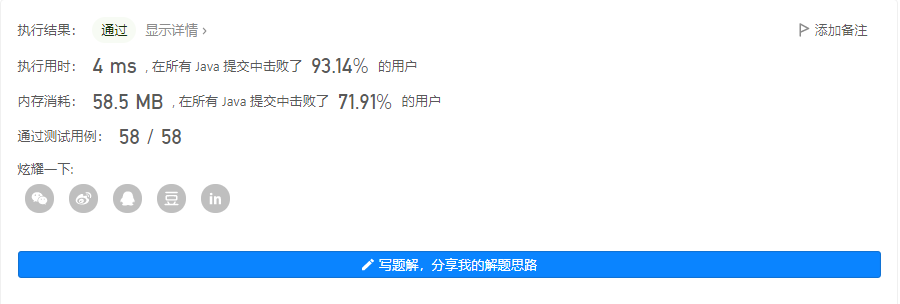 执行结果： 通过 显示详情 › 添加备注
执行用时： 4 ms , 在所有 Java 提交中击败了 93.14% 的用户
内存消耗： 58.5 MB , 在所有 Java 提交中击败了 71.91% 的用户
通过测试用例： 58 / 58
炫耀一下:
豆 in
写题解，分享我的解题思路